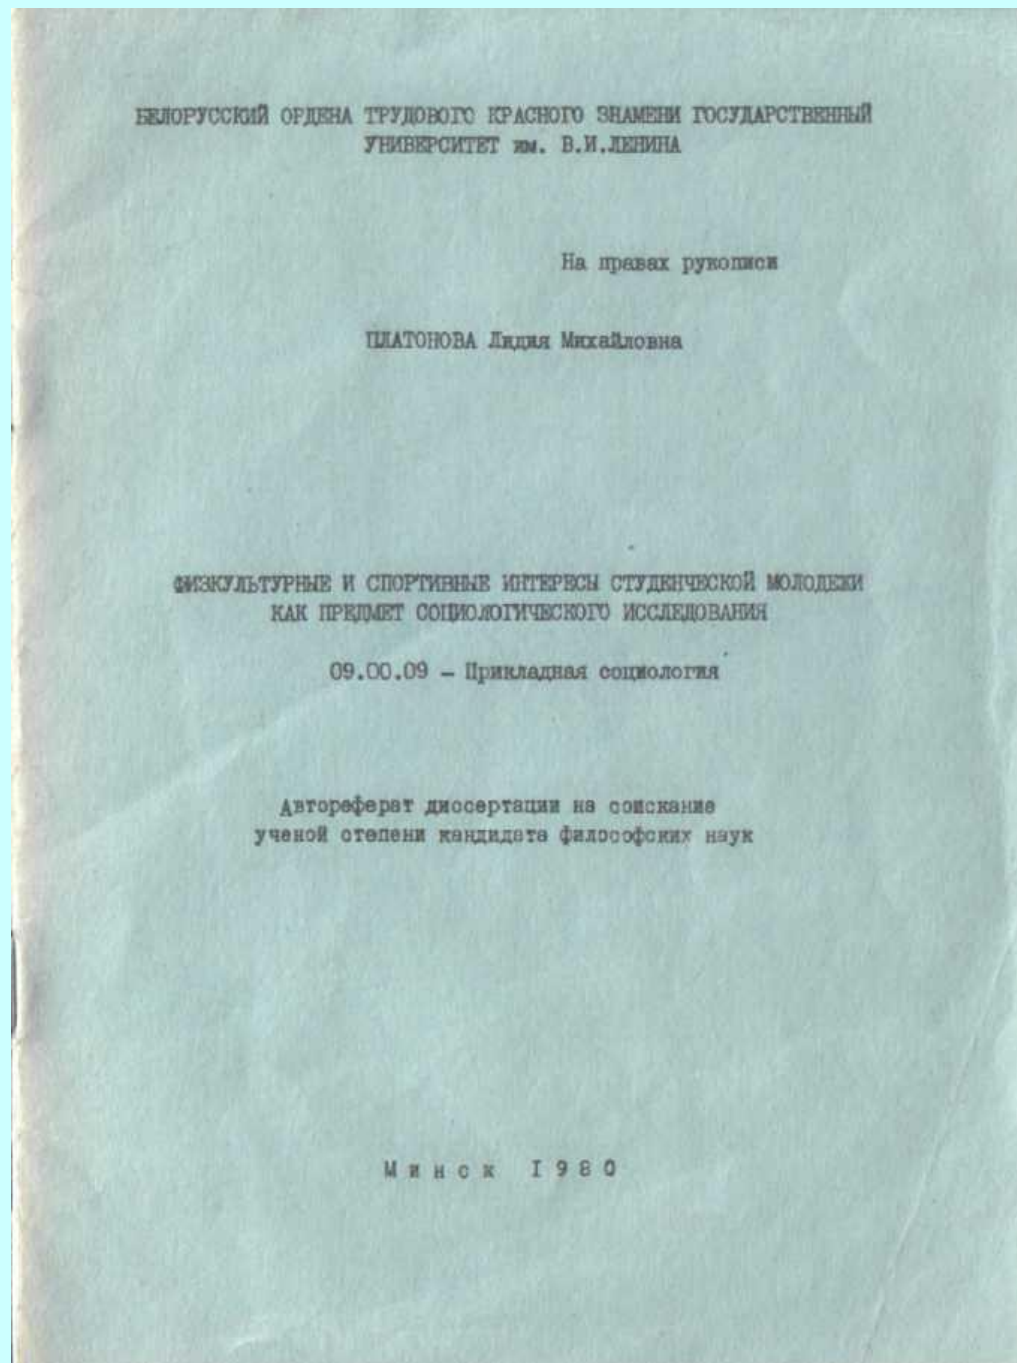 БЕЛОРУССКИЙ ОРДЕНА ТРУДОВОГО КРАСНОГО ЗНАМЕНИ ГОСУДАРСТВЕННЫЙ
УНИВЕРСИТЕТ им. В.И.ЛЕНИНА
На правах рукописи
ПЛАТОНОВА Лидия Михайловна
ФИЗКУЛЬТУРНЫЕ И СПОРТИВНЫЕ ИНТЕРЕСЫ СТУДЕНЧЕСКОЙ МОЛОДЕЖИ
КАК ПРЕДМЕТ СОЦИОЛОГИЧЕСКОГО ИССЛЕДОВАНИЯ
09.00.09 – Прикладная социология
Автореферат диссертации на соискание
ученой степени кандидата философских наук
Минск 1980